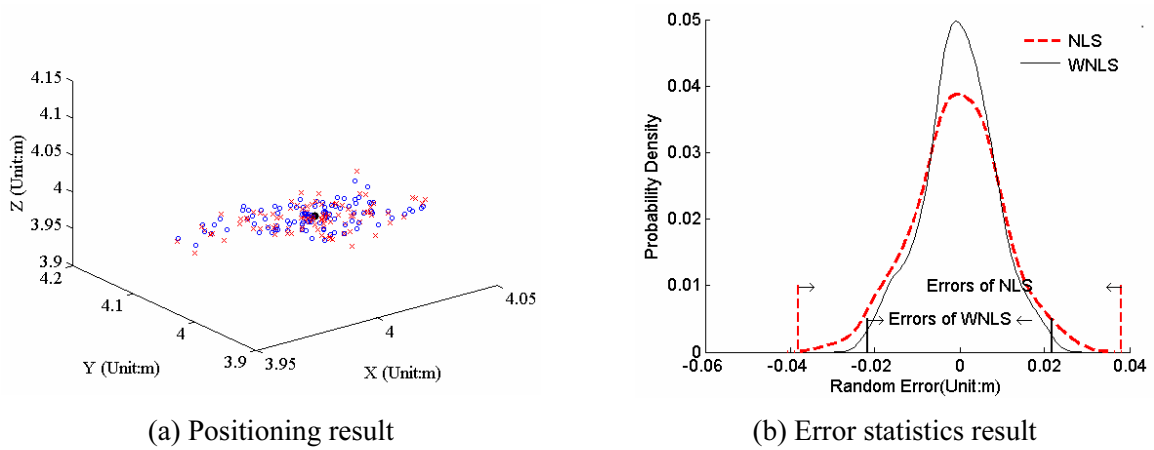 4.15
4.1
4.05
4
3.95
3.9
Z (Unit:m)
4.2
4.1
4
3.9
Y (Unit:m)
3.95
4
4.05
X (Unit:m)
(a) Positioning result
0.05
0.04
0.03
0.02
0.01
0
Probability Density
NLS
WNLS
Errors of NLS
Errors of WNLS
-0.06
-0.04
-0.02
0
0.02
0.04
Random Error(Unit:m)
(b) Error statistics result